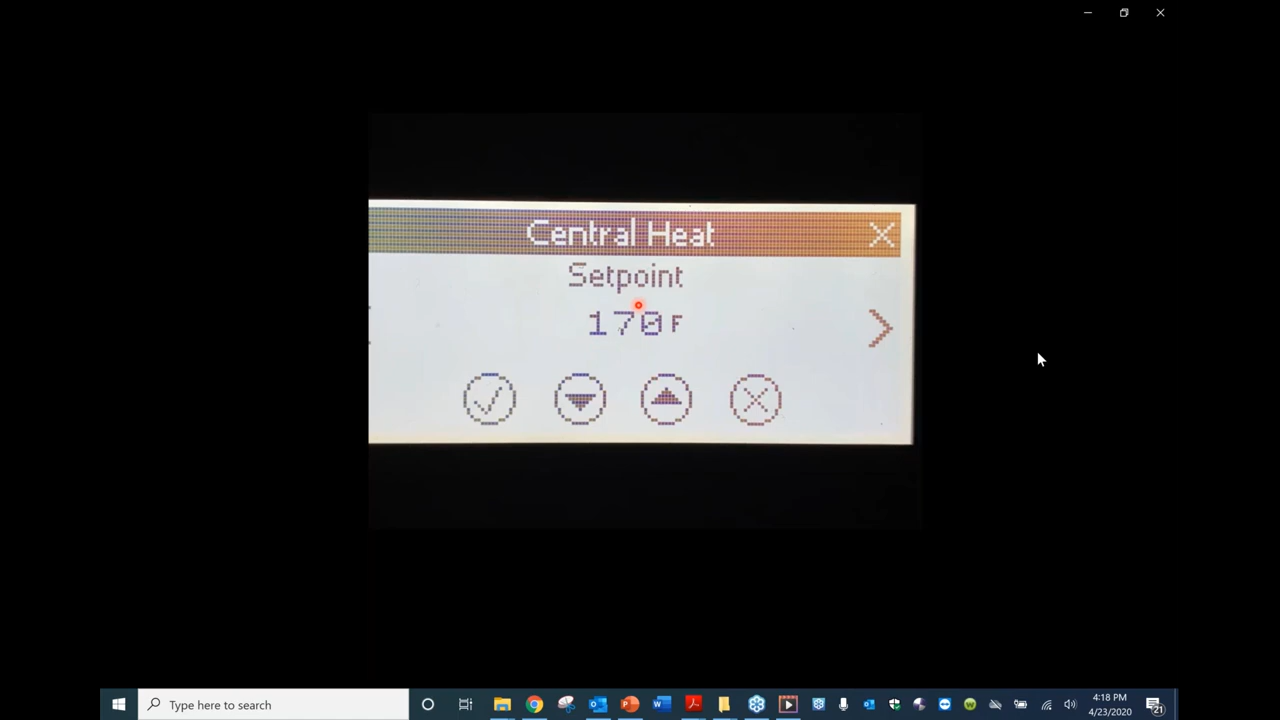 Central Heat
Setpoint
170 F
Type here to search
4:18 PM
4/23/2020
21